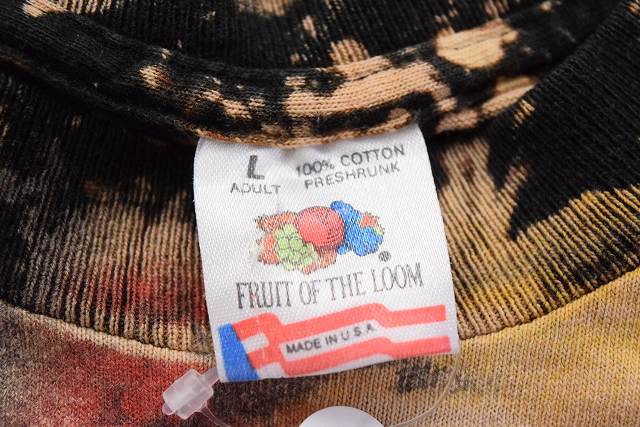 L 100% COTTON
ADULT PRESHRUNK
®
FRUIT OF THE LOOM
MADE IN U.S.A.